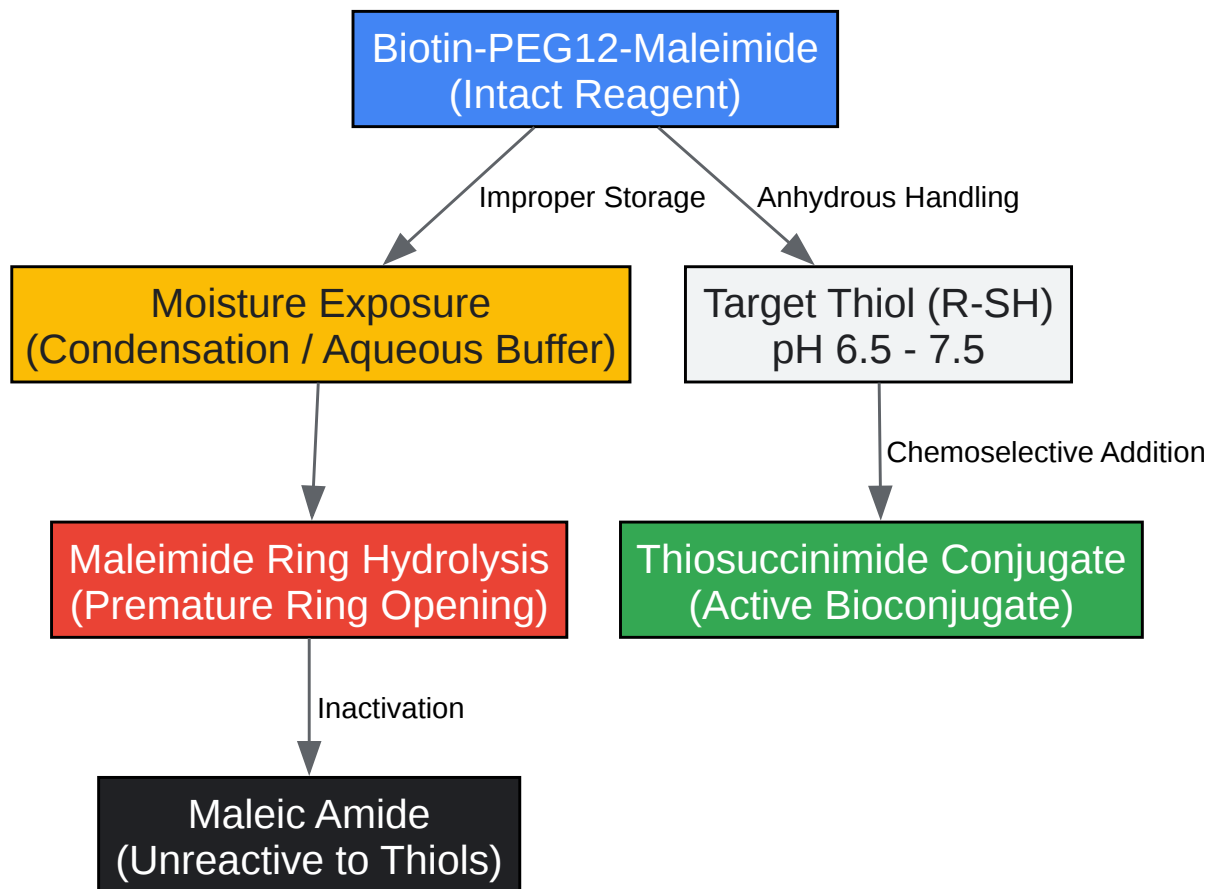 Biotin-PEG12-Maleimide
(Intact Reagent)
Improper Storage
Anhydrous Handling
Moisture Exposure
(Condensation / Aqueous Buffer)
Target Thiol (R-SH)
pH 6.5 - 7.5
Chemoselective Addition
Maleimide Ring Hydrolysis
(Premature Ring Opening)
Thiosuccinimide Conjugate
(Active Bioconjugate)
Inactivation
Maleic Amide
(Unreactive to Thiols)